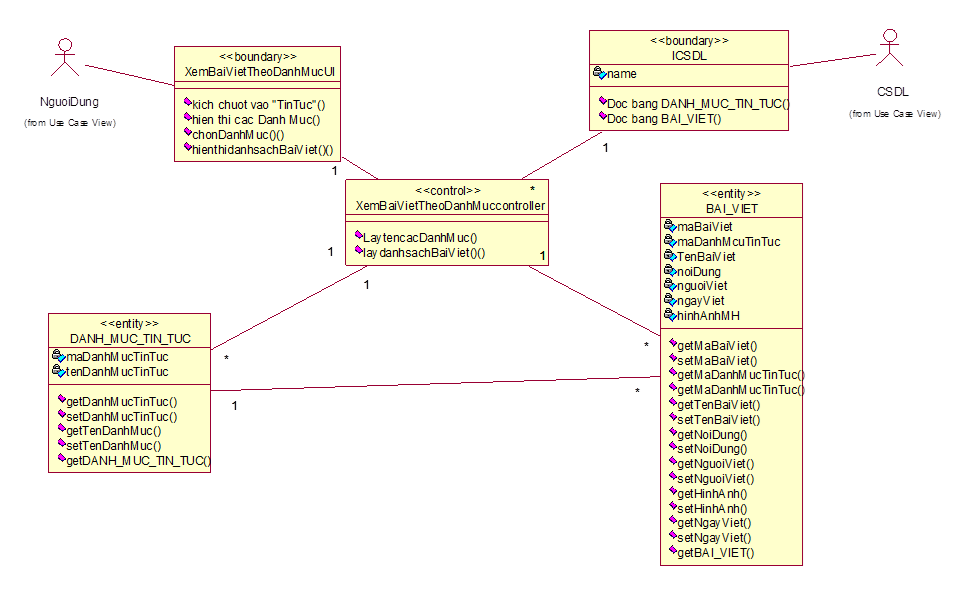 NguoiDung
(from Use Case View)
<<boundary>>
XemBaiVietTheoDanhMucUI
kich chuot vao "TinTuc"()
hien thi cac Danh Muc()
chonDanhMuc()()
hienthidanhsachBaiViet()()
1
<<boundary>>
ICSDL
name
Doc bang DANH_MUC_TIN_TUC()
Doc bang BAI_VIET()
1
CSDL
(from Use Case View)
<<control>>
*
XemBaiVietTheoDanhMuccontroller
LaytencacDanhMuc()
laydanhsachBaiViet()()
1
1
1
<<entity>>
DANH_MUC_TIN_TUC
maDanhMucTinTuc
tenDanhMucTinTuc
getDanhMucTinTuc()
setDanhMucTinTuc()
getTenDanhMuc()
setTenDanhMuc()
getDANH_MUC_TIN_TUC()
*
1
*
*
<<entity>>
BAI_VIET
maBaiViet
maDanhMcuTinTuc
TenBaiViet
noiDung
nguoiViet
ngayViet
hinhAnhMH
getMaBaiViet()
setMaBaiViet()
getMaDanhMucTinTuc()
getMaDanhMucTinTuc()
getTenBaiViet()
setTenBaiViet()
getNoiDung()
setNoiDung()
getNguoiViet()
setNguoiViet()
getHinhAnh()
setHinhAnh()
getNgayViet()
setNgayViet()
getBAI_VIET()